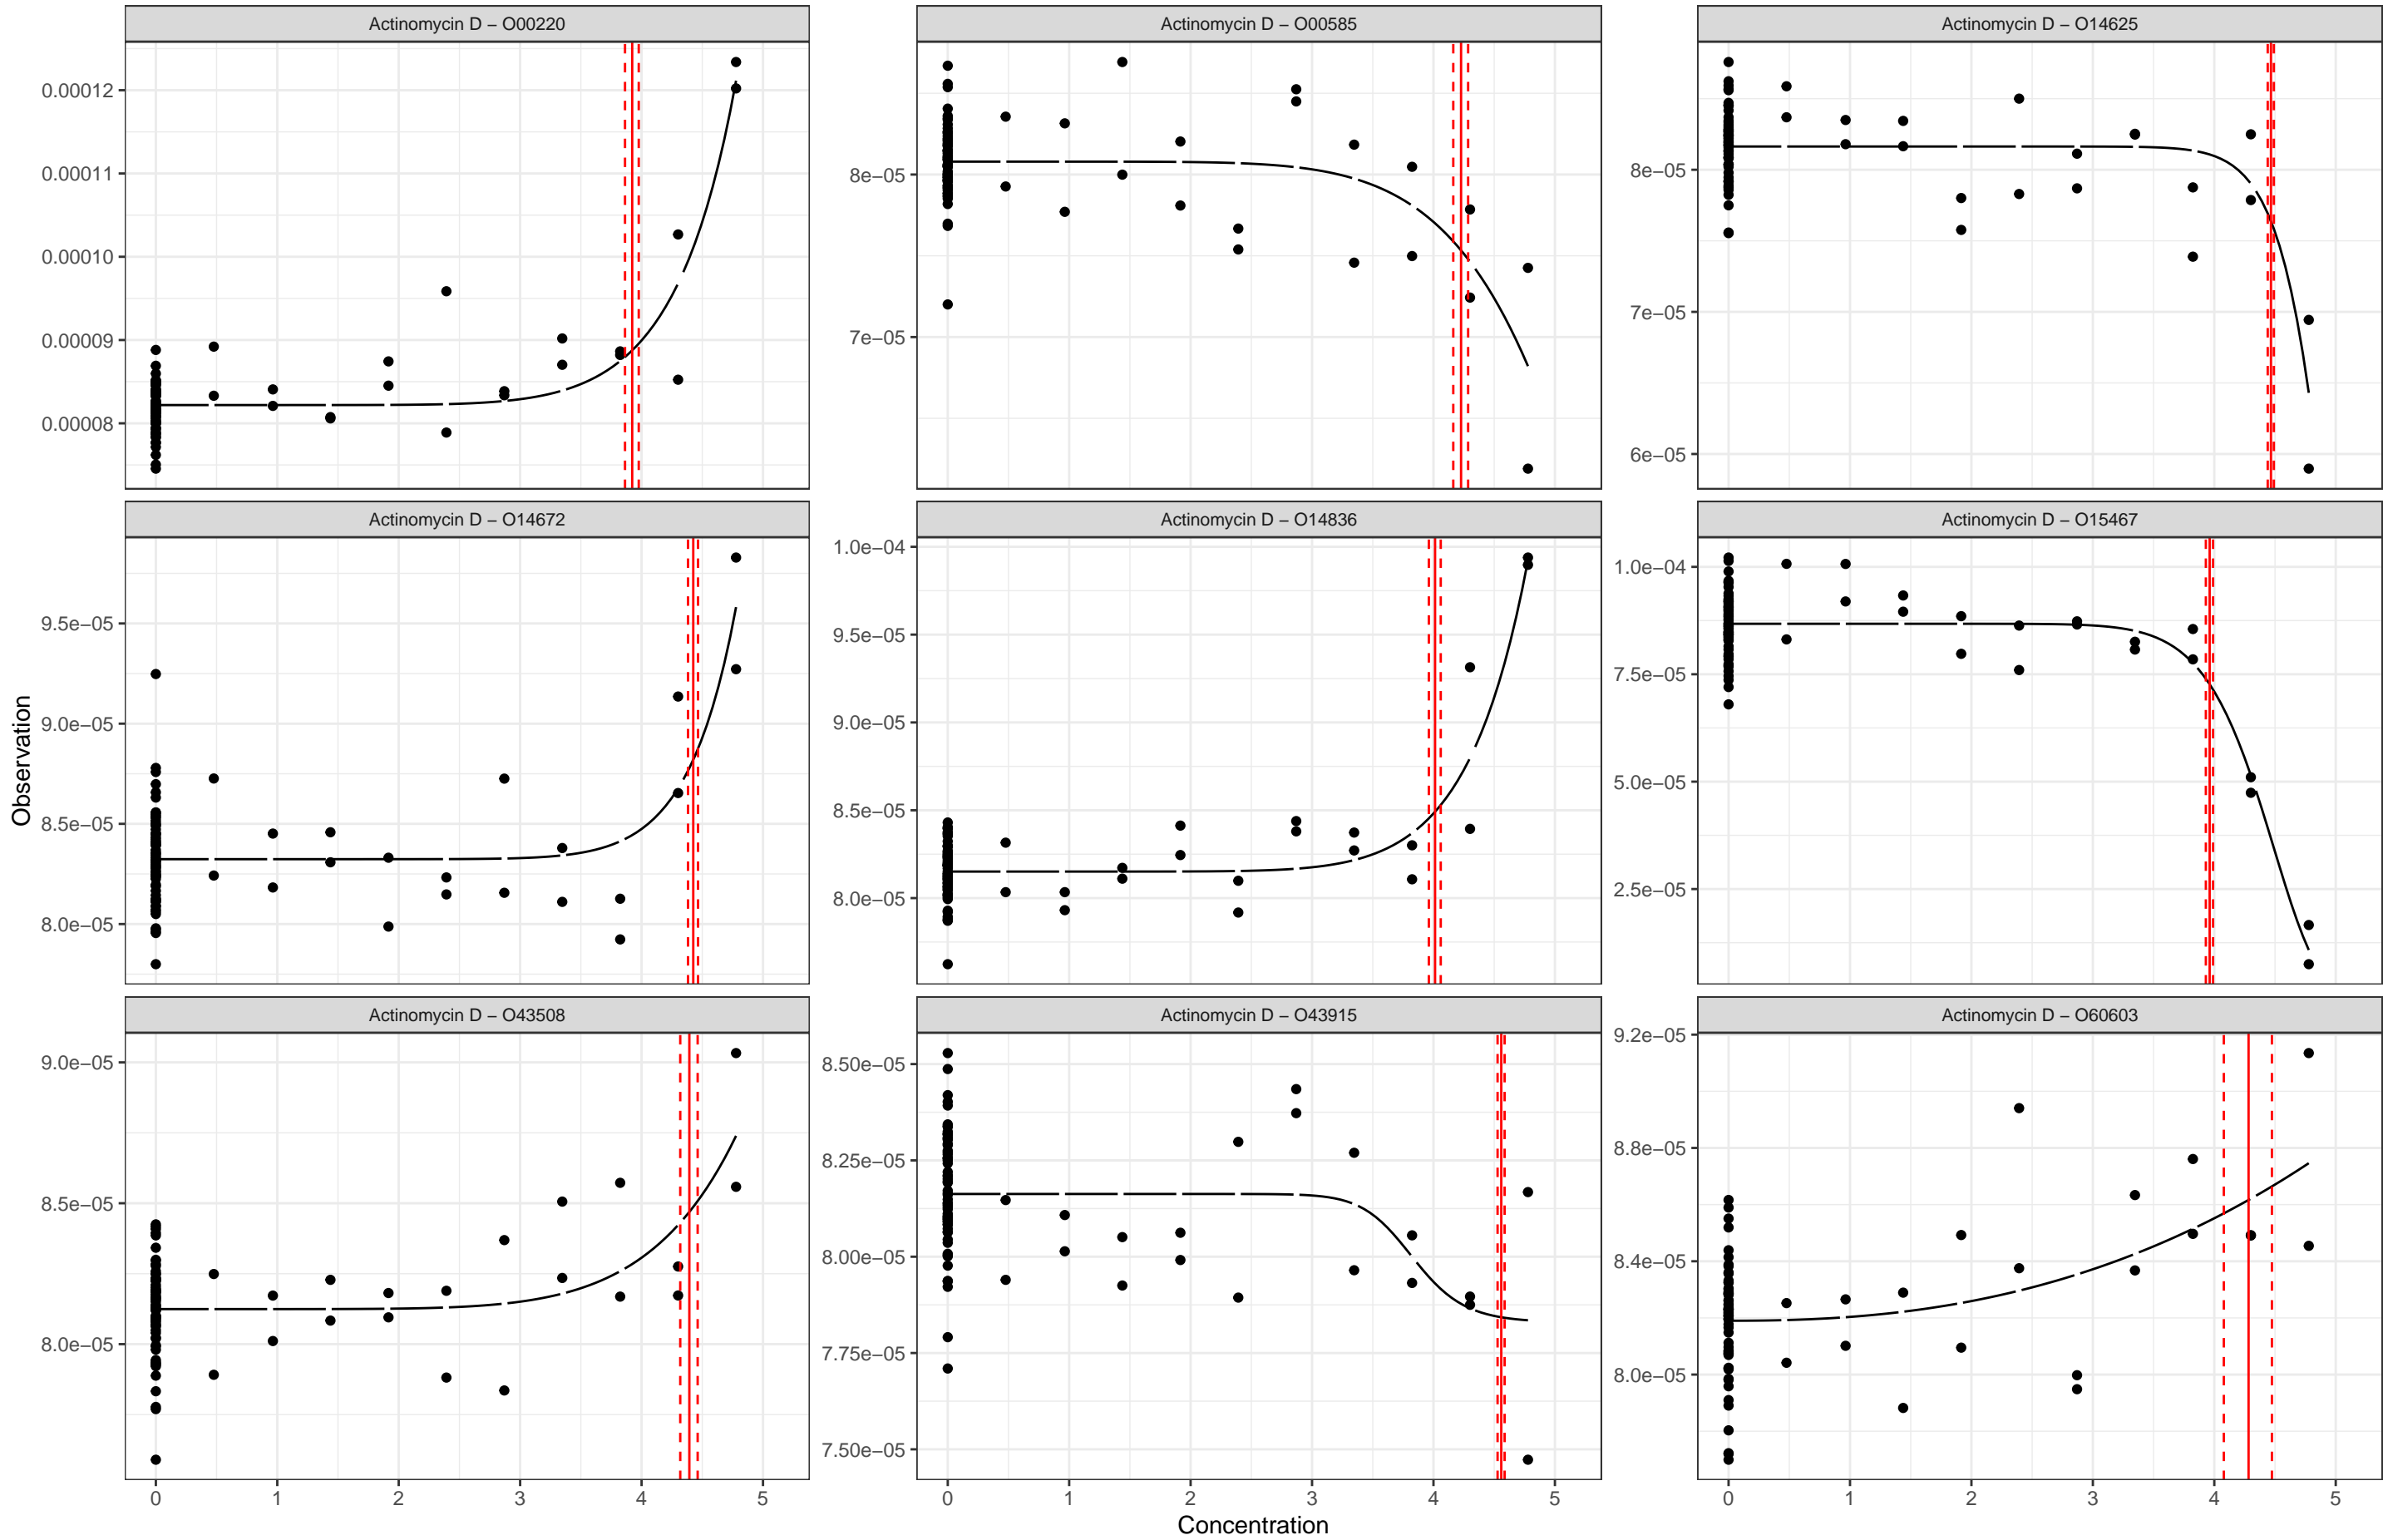 Actinomycin D – O00220
Actinomycin D – O00585
Actinomycin D – O14625
0.00012
0.00011
0.00010
0.00009
0.00008
8e−05
7e−05
8e−05
7e−05
6e−05
Actinomycin D – O14672
Actinomycin D – O14836
Actinomycin D – O15467
9.5e−05
9.0e−05
8.5e−05
8.0e−05
1.0e−04
9.5e−05
9.0e−05
8.5e−05
8.0e−05
1.0e−04
7.5e−05
5.0e−05
2.5e−05
Observation
Actinomycin D – O43508
Actinomycin D – O43915
Actinomycin D – O60603
9.0e−05
8.5e−05
8.0e−05
8.50e−05
8.25e−05
8.00e−05
7.75e−05
7.50e−05
9.2e−05
8.8e−05
8.4e−05
8.0e−05
0 1 2 3 4 5
0 1 2 3 4 5
0 1 2 3 4 5
Concentration